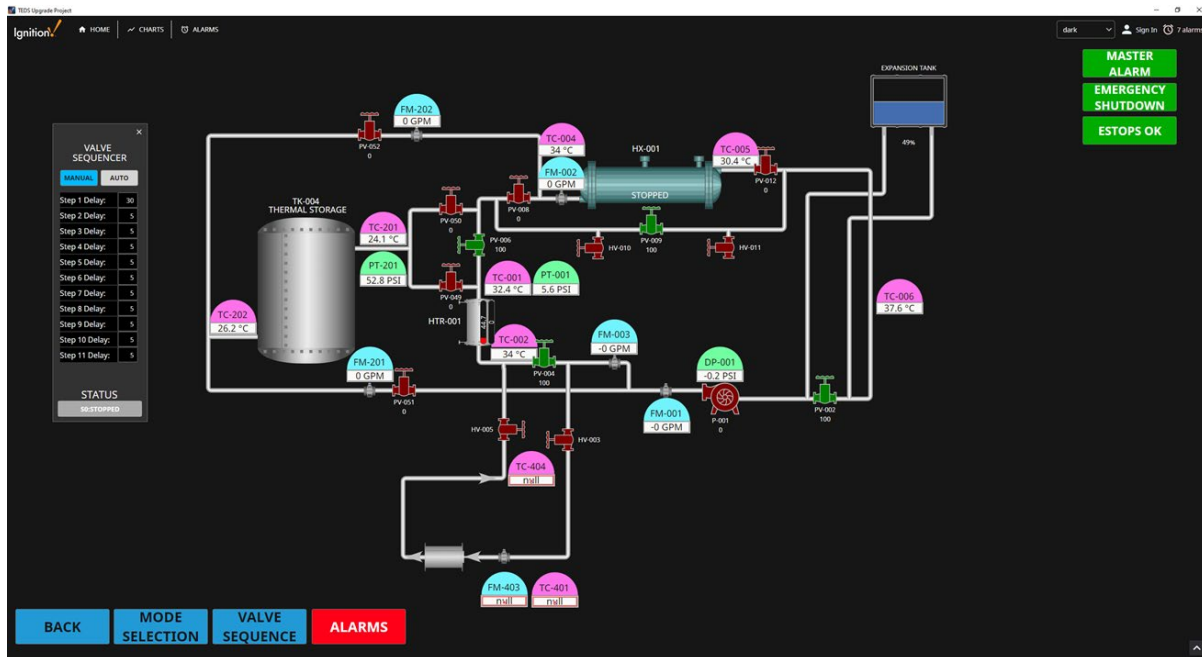 TEDS Upgrade Project
Ignition!
HOME
CHARTS
ALARMS
dark
Sign In
7 alarms
MASTER
ALARM
EMERGENCY
SHUTDOWN
ESTOPS OK
EXPANSION TANK
49%
VALVE
SEQUENCER
MANUAL
AUTO
Step 1 Delay: 30
Step 2 Delay: 5
Step 3 Delay: 5
Step 4 Delay: 5
Step 5 Delay: 5
Step 6 Delay: 5
Step 7 Delay: 5
Step 8 Delay: 5
Step 9 Delay: 5
Step 10 Delay: 5
Step 11 Delay: 5
STATUS
S0:STOPPED
FM-202
0 GPM
PV-052
0
TC-004
34 °C
FM-002
0 GPM
HX-001
STOPPED
TC-005
30.4 °C
PV-012
0
PV-008
0
PV-050
0
TK-004
THERMAL STORAGE
TC-201
24.1 °C
PT-201
52.8 PSI
PV-006
100
HV-010
PV-009
100
HV-011
PV-049
0
TC-001
32.4 °C
PT-001
5.6 PSI
TC-006
37.6 °C
TC-202
26.2 °C
HTR-001
44.7
0
TC-002
34 °C
PV-004
100
FM-003
-0 GPM
FM-201
0 GPM
PV-051
0
DP-001
-0.2 PSI
P-001
0
FM-001
-0 GPM
PV-002
100
HV-005
HV-003
TC-404
null
FM-403
null
TC-401
null
BACK
MODE
SELECTION
VALVE
SEQUENCE
ALARMS